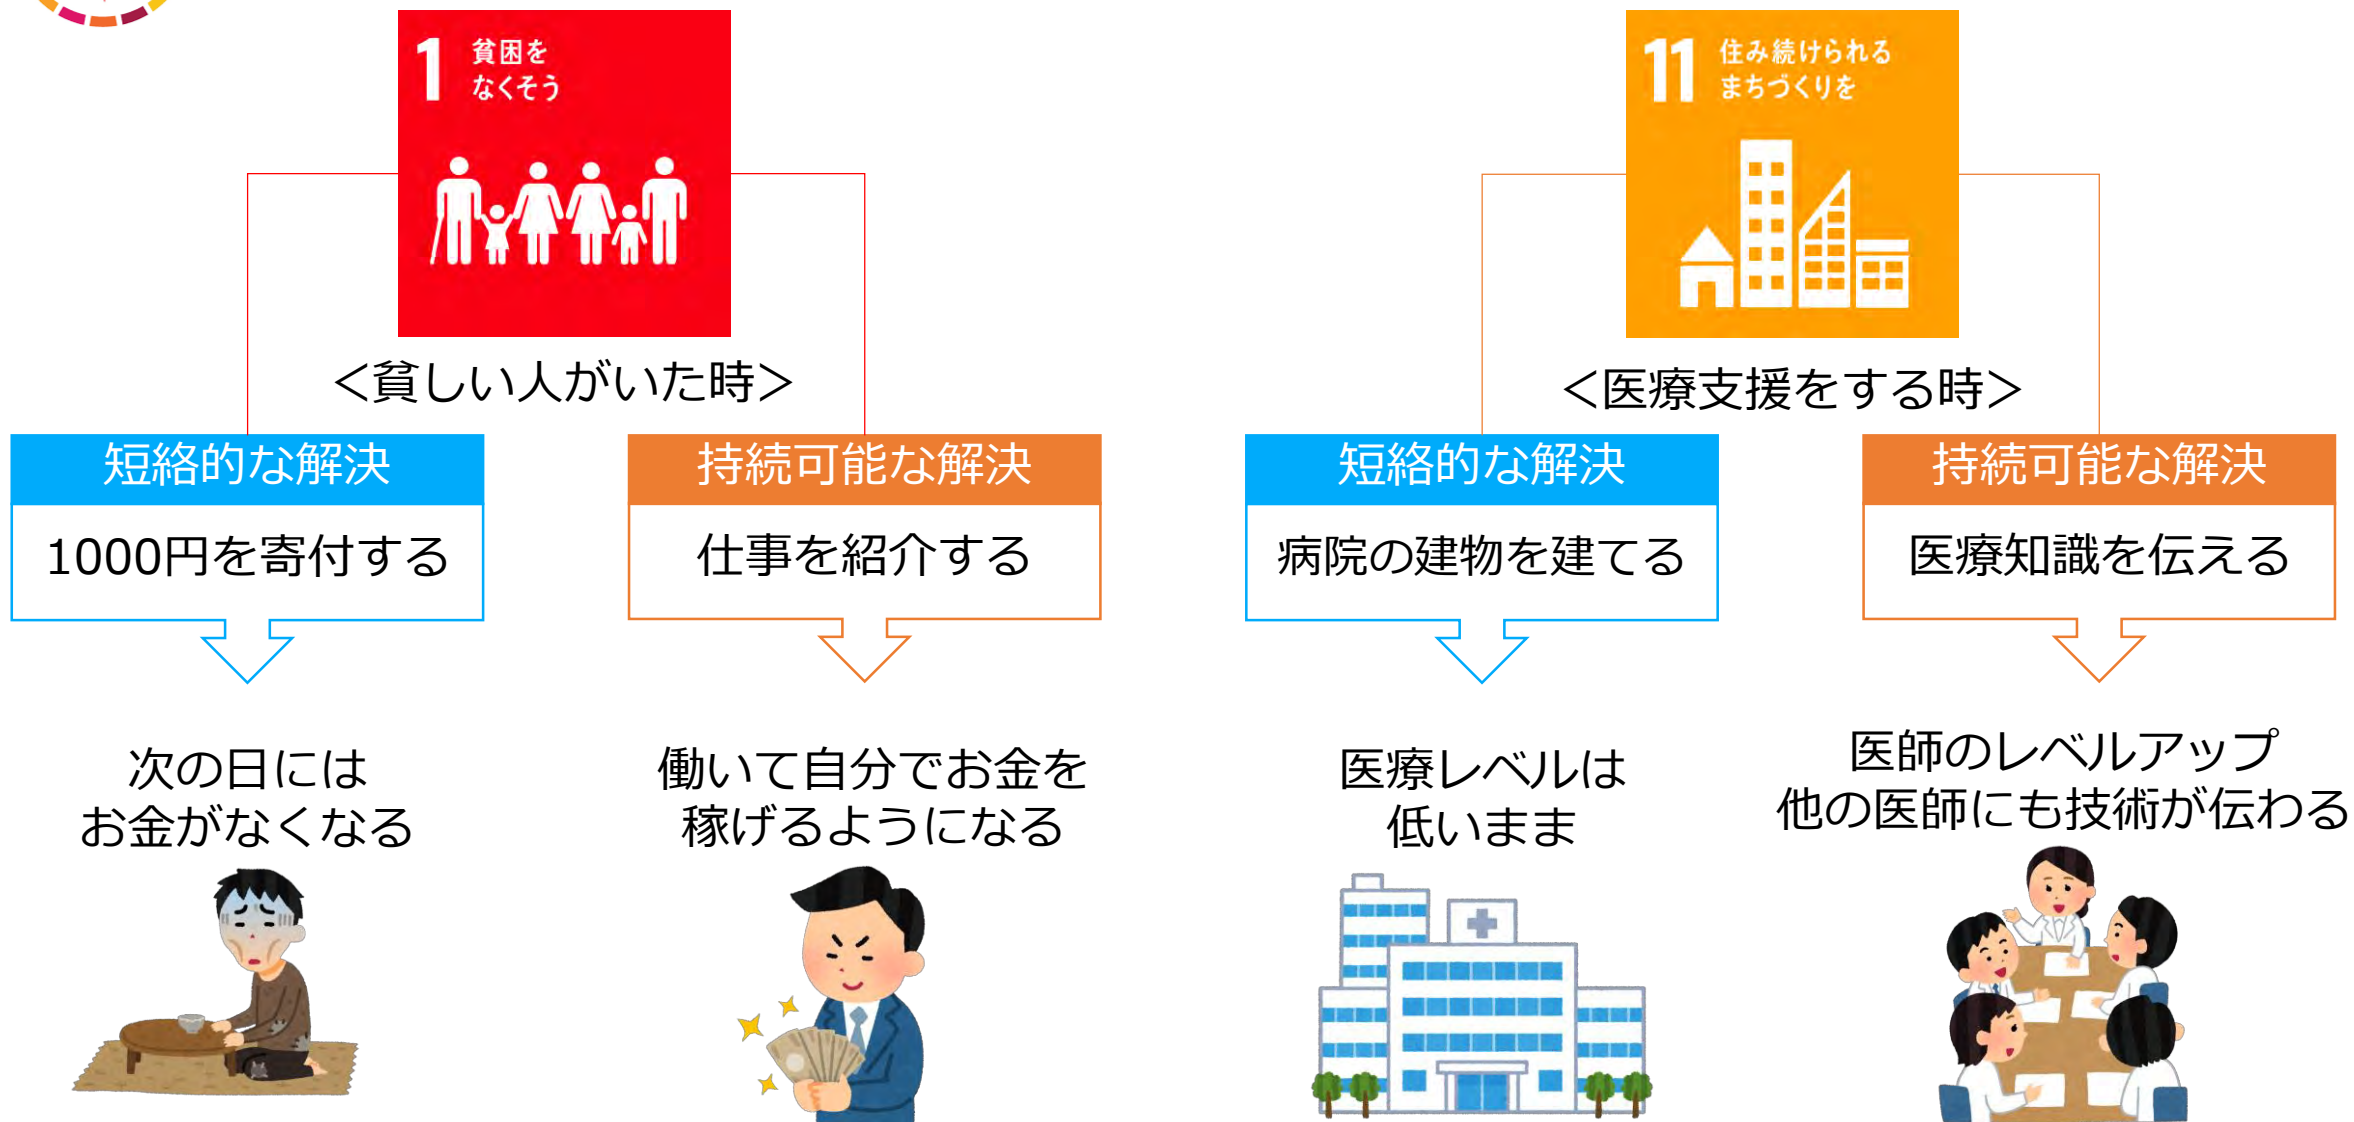 1 貧困を
なくそう
<貧しい人がいた時>
短絡的な解決
1000円を寄付する
次の日には
お金がなくなる
持続可能な解決
仕事を紹介する
働いて自分でお金を
稼げるようになる
11 住み続けられる
まちづくりを
<医療支援をする時>
短絡的な解決
病院の建物を建てる
医療レベルは
低いまま
持続可能な解決
医療知識を伝える
医師のレベルアップ
他の医師にも技術が伝わる